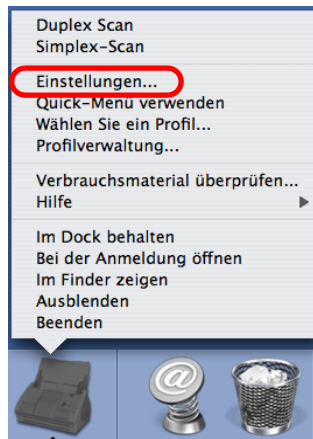 Duplex Scan
Simplex-Scan
Einstellungen...
Quick-Menü verwenden
Wählen Sie ein Profil...
Profilverwaltung...
Verbrauchsmaterial überprüfen...
Hilfe
Im Dock behalten
Bei der Anmeldung öffnen
Im Finder zeigen
Ausblenden
Beenden
@